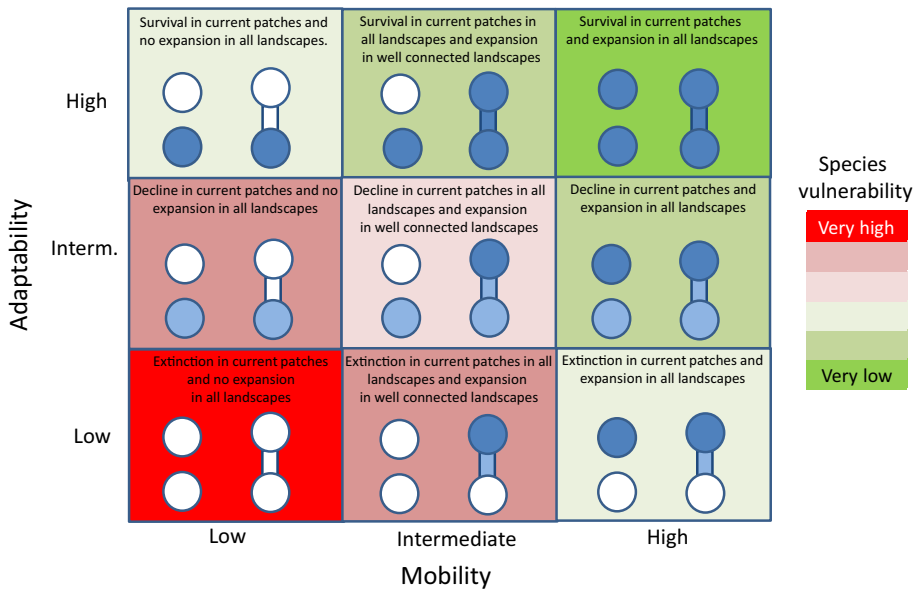 Survival in current patches and
no expansion in all landscapes.
Survival in current patches in
all landscapes and expansion
in well connected landscapes
Survival in current patches
and expansion in all landscapes
High
Decline in current patches and no
expansion in all landscapes
Decline in current patches in all
landscapes and expansion
in well connected landscapes
Decline in current patches and
expansion in all landscapes
Interm.
Adaptability
Extinction in current patches
and no expansion
in all landscapes
Extinction in current patches in all
landscapes and expansion
in well connected landscapes
Extinction in current patches and
expansion in all landscapes
Low
Low
Intermediate
High
Mobility
Species
vulnerability
Very high
Very low